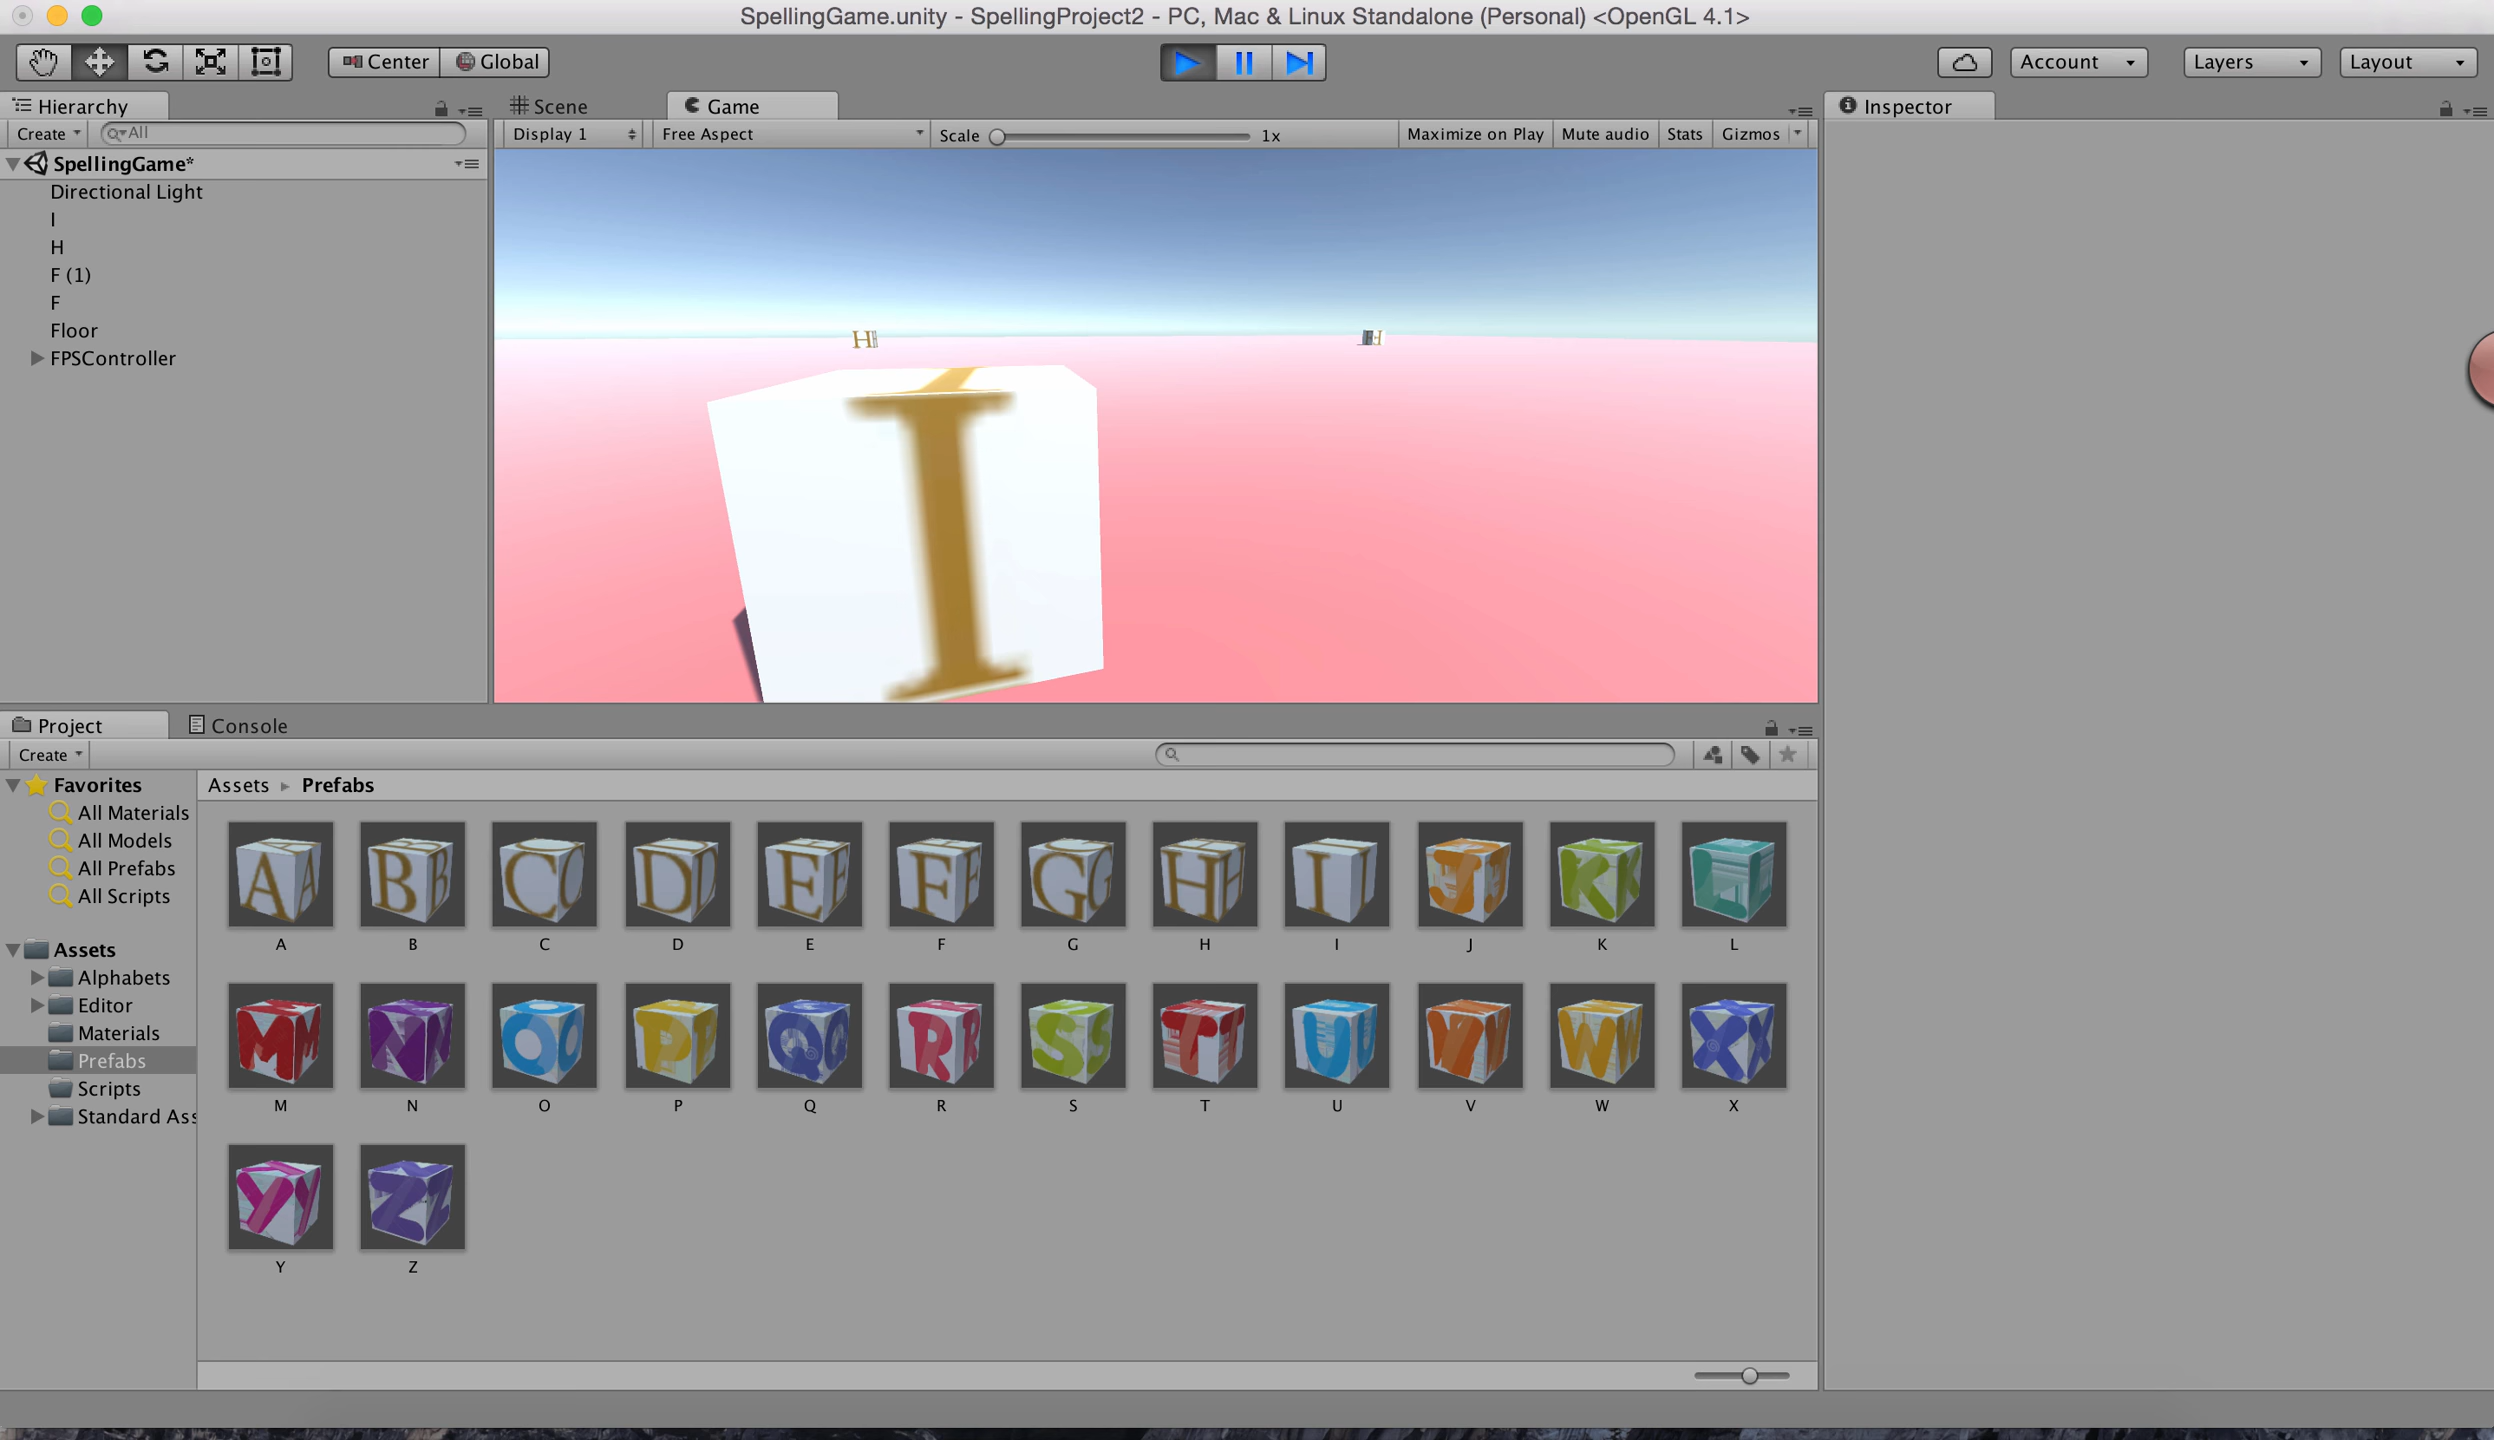 SpellingGame.unity - SpellingProject2 - PC, Mac & Linux Standalone (Personal) <OpenGL 4.1>
Center Global Account Layers Layout
Hierarchy Scene Game Inspector
Create All Display 1 Free Aspect Scale 1x Maximize on Play Mute audio Stats Gizmos
SpellingGame*
Directional Light
I
H
F (1)
F
Floor
FPSController
H H
I
Project Console
Create
Favorites
All Materials
All Models
All Prefabs
All Scripts
Assets
Alphabets
Editor
Materials
Prefabs
Scripts
Standard Ass
Assets ▸ Prefabs
A B C D E F G H I J K L
M N O P Q R S T U V W X
Y Z